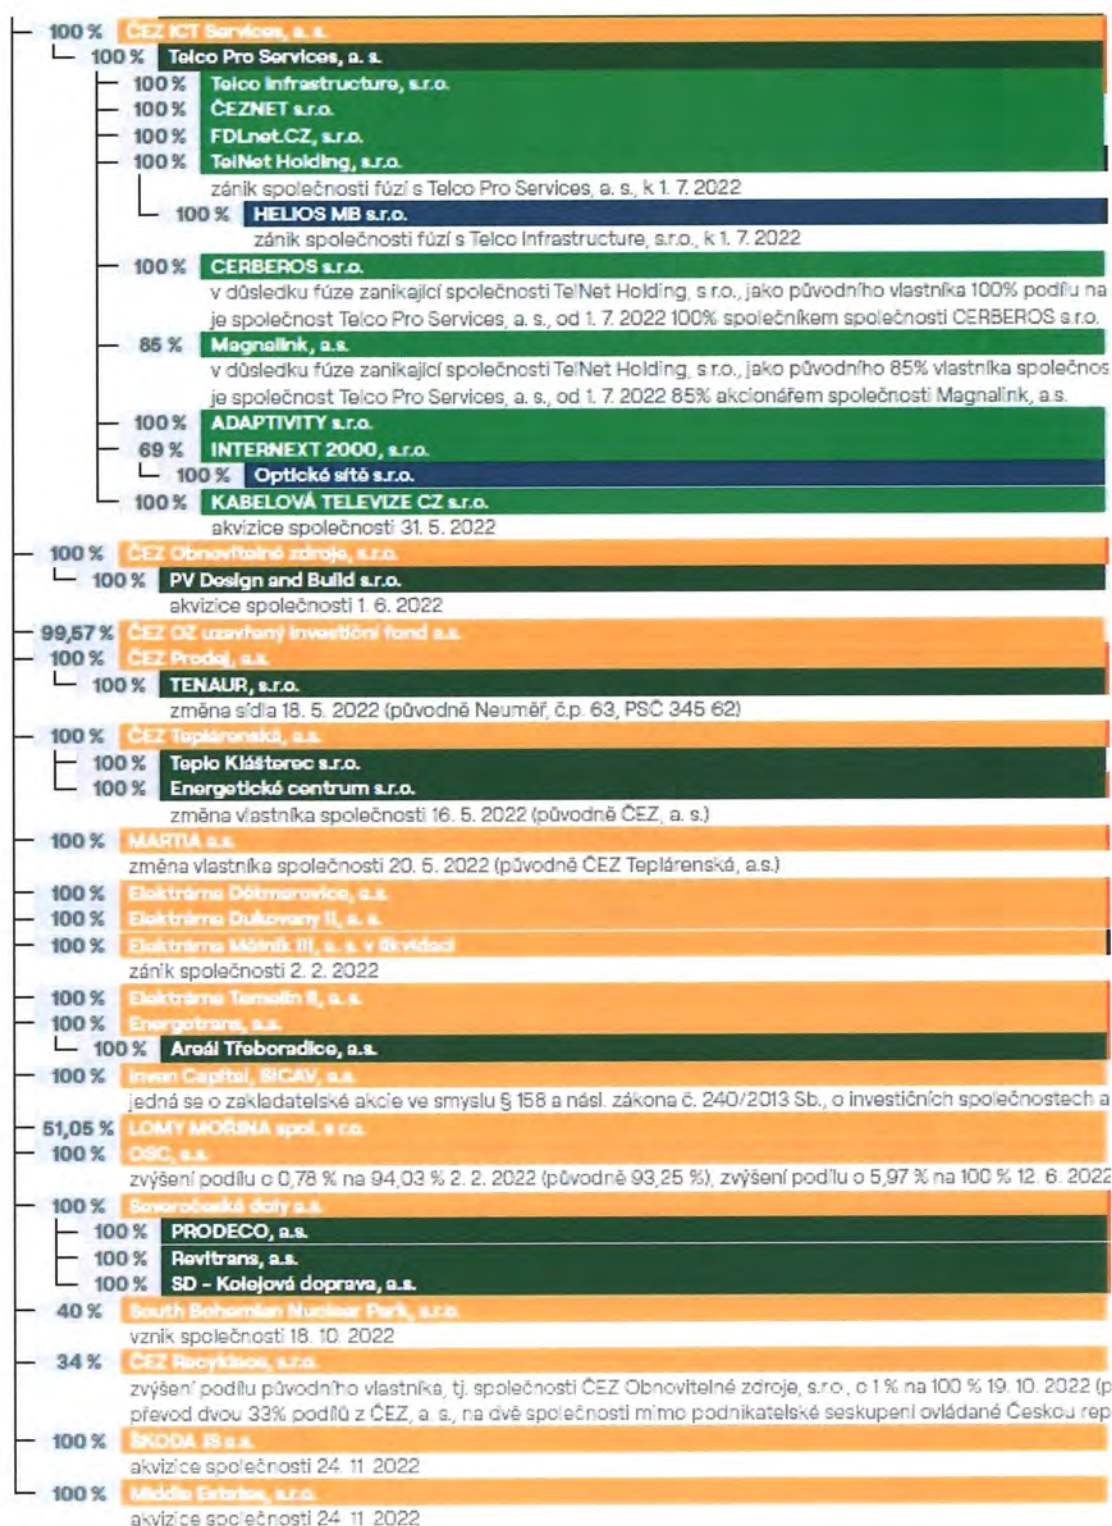 100 % ČEZ ICT Services, a. s.
100 % Telco Pro Services, a. s.
100 % Telco Infrastructure, s.r.o.
100 % ČEZNET s.r.o.
100 % FDLnet.CZ, s.r.o.
100 % TelNet Holding, s.r.o.
zánik společnosti fúzí s Telco Pro Services, a. s., k 1. 7. 2022
100 % HELIOS MB s.r.o.
zánik společnosti fúzí s Telco Infrastructure, s.r.o., k 1. 7. 2022
100 % CERBEROS s.r.o.
v důsledku fúze zanikající společnosti TelNet Holding, s.r.o., jako původního vlastníka 100% podílu na
je společnost Telco Pro Services, a. s., od 1. 7. 2022 100% společníkem společnosti CERBEROS s.r.o.
85 % Magnalink, a.s.
v důsledku fúze zanikající společnosti TelNet Holding, s.r.o., jako původního 85% vlastníka společnos
je společnost Telco Pro Services, a. s., od 1. 7. 2022 85% akcionářem společnosti Magnalink, a.s.
100 % ADAPTIVITY s.r.o.
69 % INTERNEXT 2000, s.r.o.
100 % Optické sítě s.r.o.
100 % KABELOVÁ TELEVIZE CZ s.r.o.
akvizice společnosti 31. 5. 2022
100 % ČEZ Obnovitelné zdroje, s.r.o.
100 % PV Design and Build s.r.o.
akvizice společnosti 1. 6. 2022
99,57 % ČEZ OZ uzavřený investiční fond a.s.
100 % ČEZ Prodej, a.s.
100 % TENAUR, s.r.o.
změna sídla 18. 5. 2022 (původně Neuměř, č.p. 63, PSČ 345 62)
100 % ČEZ Teplárenská, a.s.
100 % Teplo Klášterec s.r.o.
100 % Energetické centrum s.r.o.
změna vlastníka společnosti 16. 5. 2022 (původně ČEZ, a. s.)
100 % MARTIA a.s.
změna vlastníka společnosti 20. 5. 2022 (původně ČEZ Teplárenská, a.s.)
100 % Elektrárna Dětmarovice, a.s.
100 % Elektrárna Dukovany II, a. s.
100 % Elektrárna Mělník III, a. s. v likvidaci
zánik společnosti 2. 2. 2022
100 % Elektrárna Temelín II, a. s.
100 % Energotrans, a.s.
100 % Areál Třeboradice, a.s.
100 % Inven Capital, SICAV, a.s.
jedná se o zakladatelské akcie ve smyslu § 158 a násl. zákona č. 240/2013 Sb., o investičních společnostech a
51,05 % LOMY MOŘINA spol. s r.o.
100 % OSC, a.s.
zvýšení podílu o 0,78 % na 94,03 % 2. 2. 2022 (původně 93,25 %), zvýšení podílu o 5,97 % na 100 % 12. 6. 2022
100 % Severočeské doly a.s.
100 % PRODECO, a.s.
100 % Revitrans, a.s.
100 % SD – Kolejová doprava, a.s.
40 % South Bohemian Nuclear Park, s.r.o.
vznik společnosti 18. 10. 2022
34 % ČEZ Recyklace, s.r.o.
zvýšení podílu původního vlastníka, tj. společnosti ČEZ Obnovitelné zdroje, s.r.o., o 1 % na 100 % 19. 10. 2022 (p
převod dvou 33% podílů z ČEZ, a. s., na dvě společnosti mimo podnikatelské seskupení ovládané Českou rep
100 % ŠKODA JS a.s.
akvizice společnosti 24. 11. 2022
100 % Middle Estates, s.r.o.
akvizice společnosti 24. 11. 2022